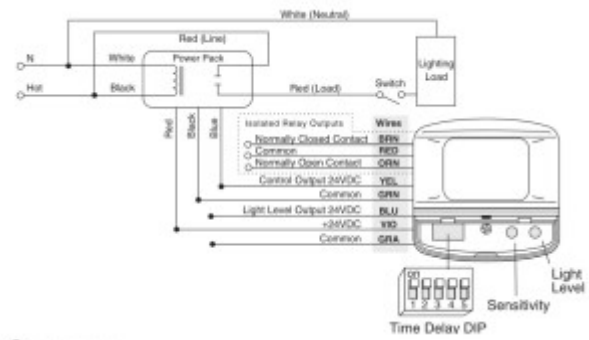 White (Neutral)
Red (Line)
N
White
Power Pack
Lighting
Load
Hot
Black
Red (Load)
Switch
Red
Black
Blue
Isolated Relay Outputs
Wires
Normally Closed Contact
BRN
Common
RED
Normally Open Contact
ORN
Control Output 24VDC
YEL
Common
GRN
Light Level Output 24VDC
BLU
+24VDC
VIO
Common
GRA
on
1 2 3 4 5
Light
Level
Sensitivity
Time Delay DIP